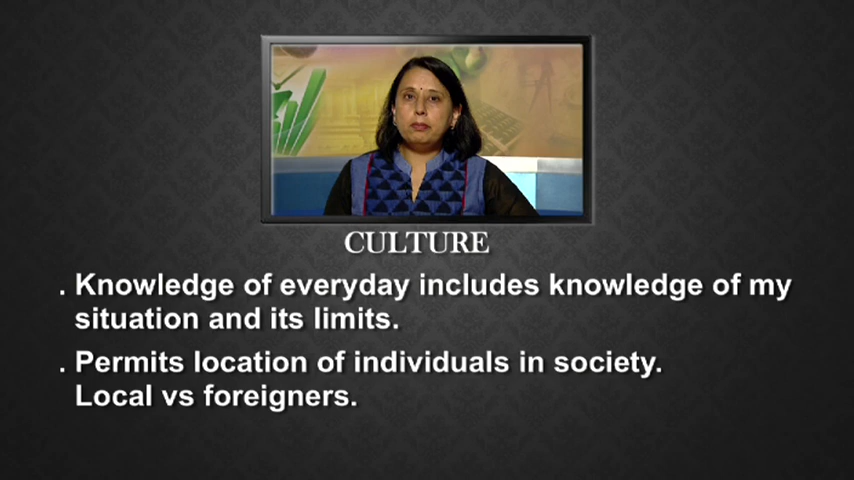 CULTURE
. Knowledge of everyday includes knowledge of my
situation and its limits.
. Permits location of individuals in society.
Local vs foreigners.